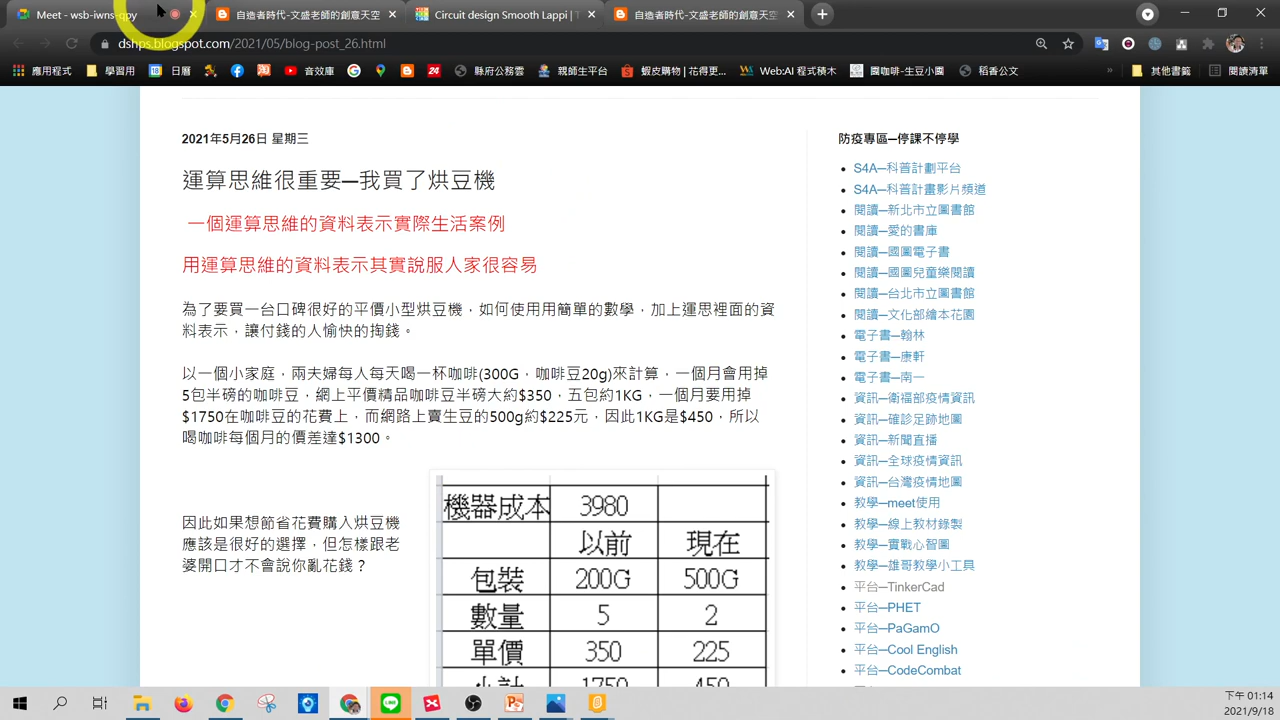 Meet - wsb-iwns-qpy
自造者時代-文盛老師的創意天空
Circuit design Smooth Lappi | T
自造者時代-文盛老師的創意天空
dshps.blogspot.com/2021/05/blog-post_26.html
應用程式
學習用
日曆
音效庫
縣府公務雲
親師生平台
蝦皮購物 | 花得更...
Web:AI 程式積木
國咖啡-生豆小園
稻香公文
»
其他書籤
閱讀清單
2021年5月26日 星期三
運算思維很重要—我買了烘豆機
一個運算思維的資料表示實際生活案例
用運算思維的資料表示其實說服人家很容易
為了要買一台口碑很好的平價小型烘豆機，如何使用用簡單的數學，加上運思裡面的資
料表示，讓付錢的人愉快的掏錢。
以一個小家庭，兩夫婦每人每天喝一杯咖啡(300G，咖啡豆20g)來計算，一個月會用掉
5包半磅的咖啡豆，網上平價精品咖啡豆半磅大約$350，五包約1KG，一個月要用掉
$1750在咖啡豆的花費上，而網路上賣生豆的500g約$225元，因此1KG是$450，所以
喝咖啡每個月的價差達$1300。
因此如果想節省花費購入烘豆機
應該是很好的選擇，但怎樣跟老
婆開口才不會說你亂花錢？
機器成本 3980
以前 現在
包裝 200G 500G
數量 5 2
單價 350 225
小計 1750 450
防疫專區—停課不停學
S4A—科普計劃平台
S4A—科普計畫影片頻道
閱讀—新北市立圖書館
閱讀—愛的書庫
閱讀—國圖電子書
閱讀—國圖兒童樂閱讀
閱讀—台北市立圖書館
閱讀—文化部繪本花園
電子書—翰林
電子書—康軒
電子書—南一
資訊—衛福部疫情資訊
資訊—確診足跡地圖
資訊—新聞直播
資訊—全球疫情資訊
資訊—台灣疫情地圖
教學—meet使用
教學—線上教材錄製
教學—實戰心智圖
教學—雄哥教學小工具
平台—TinkerCad
平台—PHET
平台—PaGamO
平台—Cool English
平台—CodeCombat
下午 01:14
2021/9/18